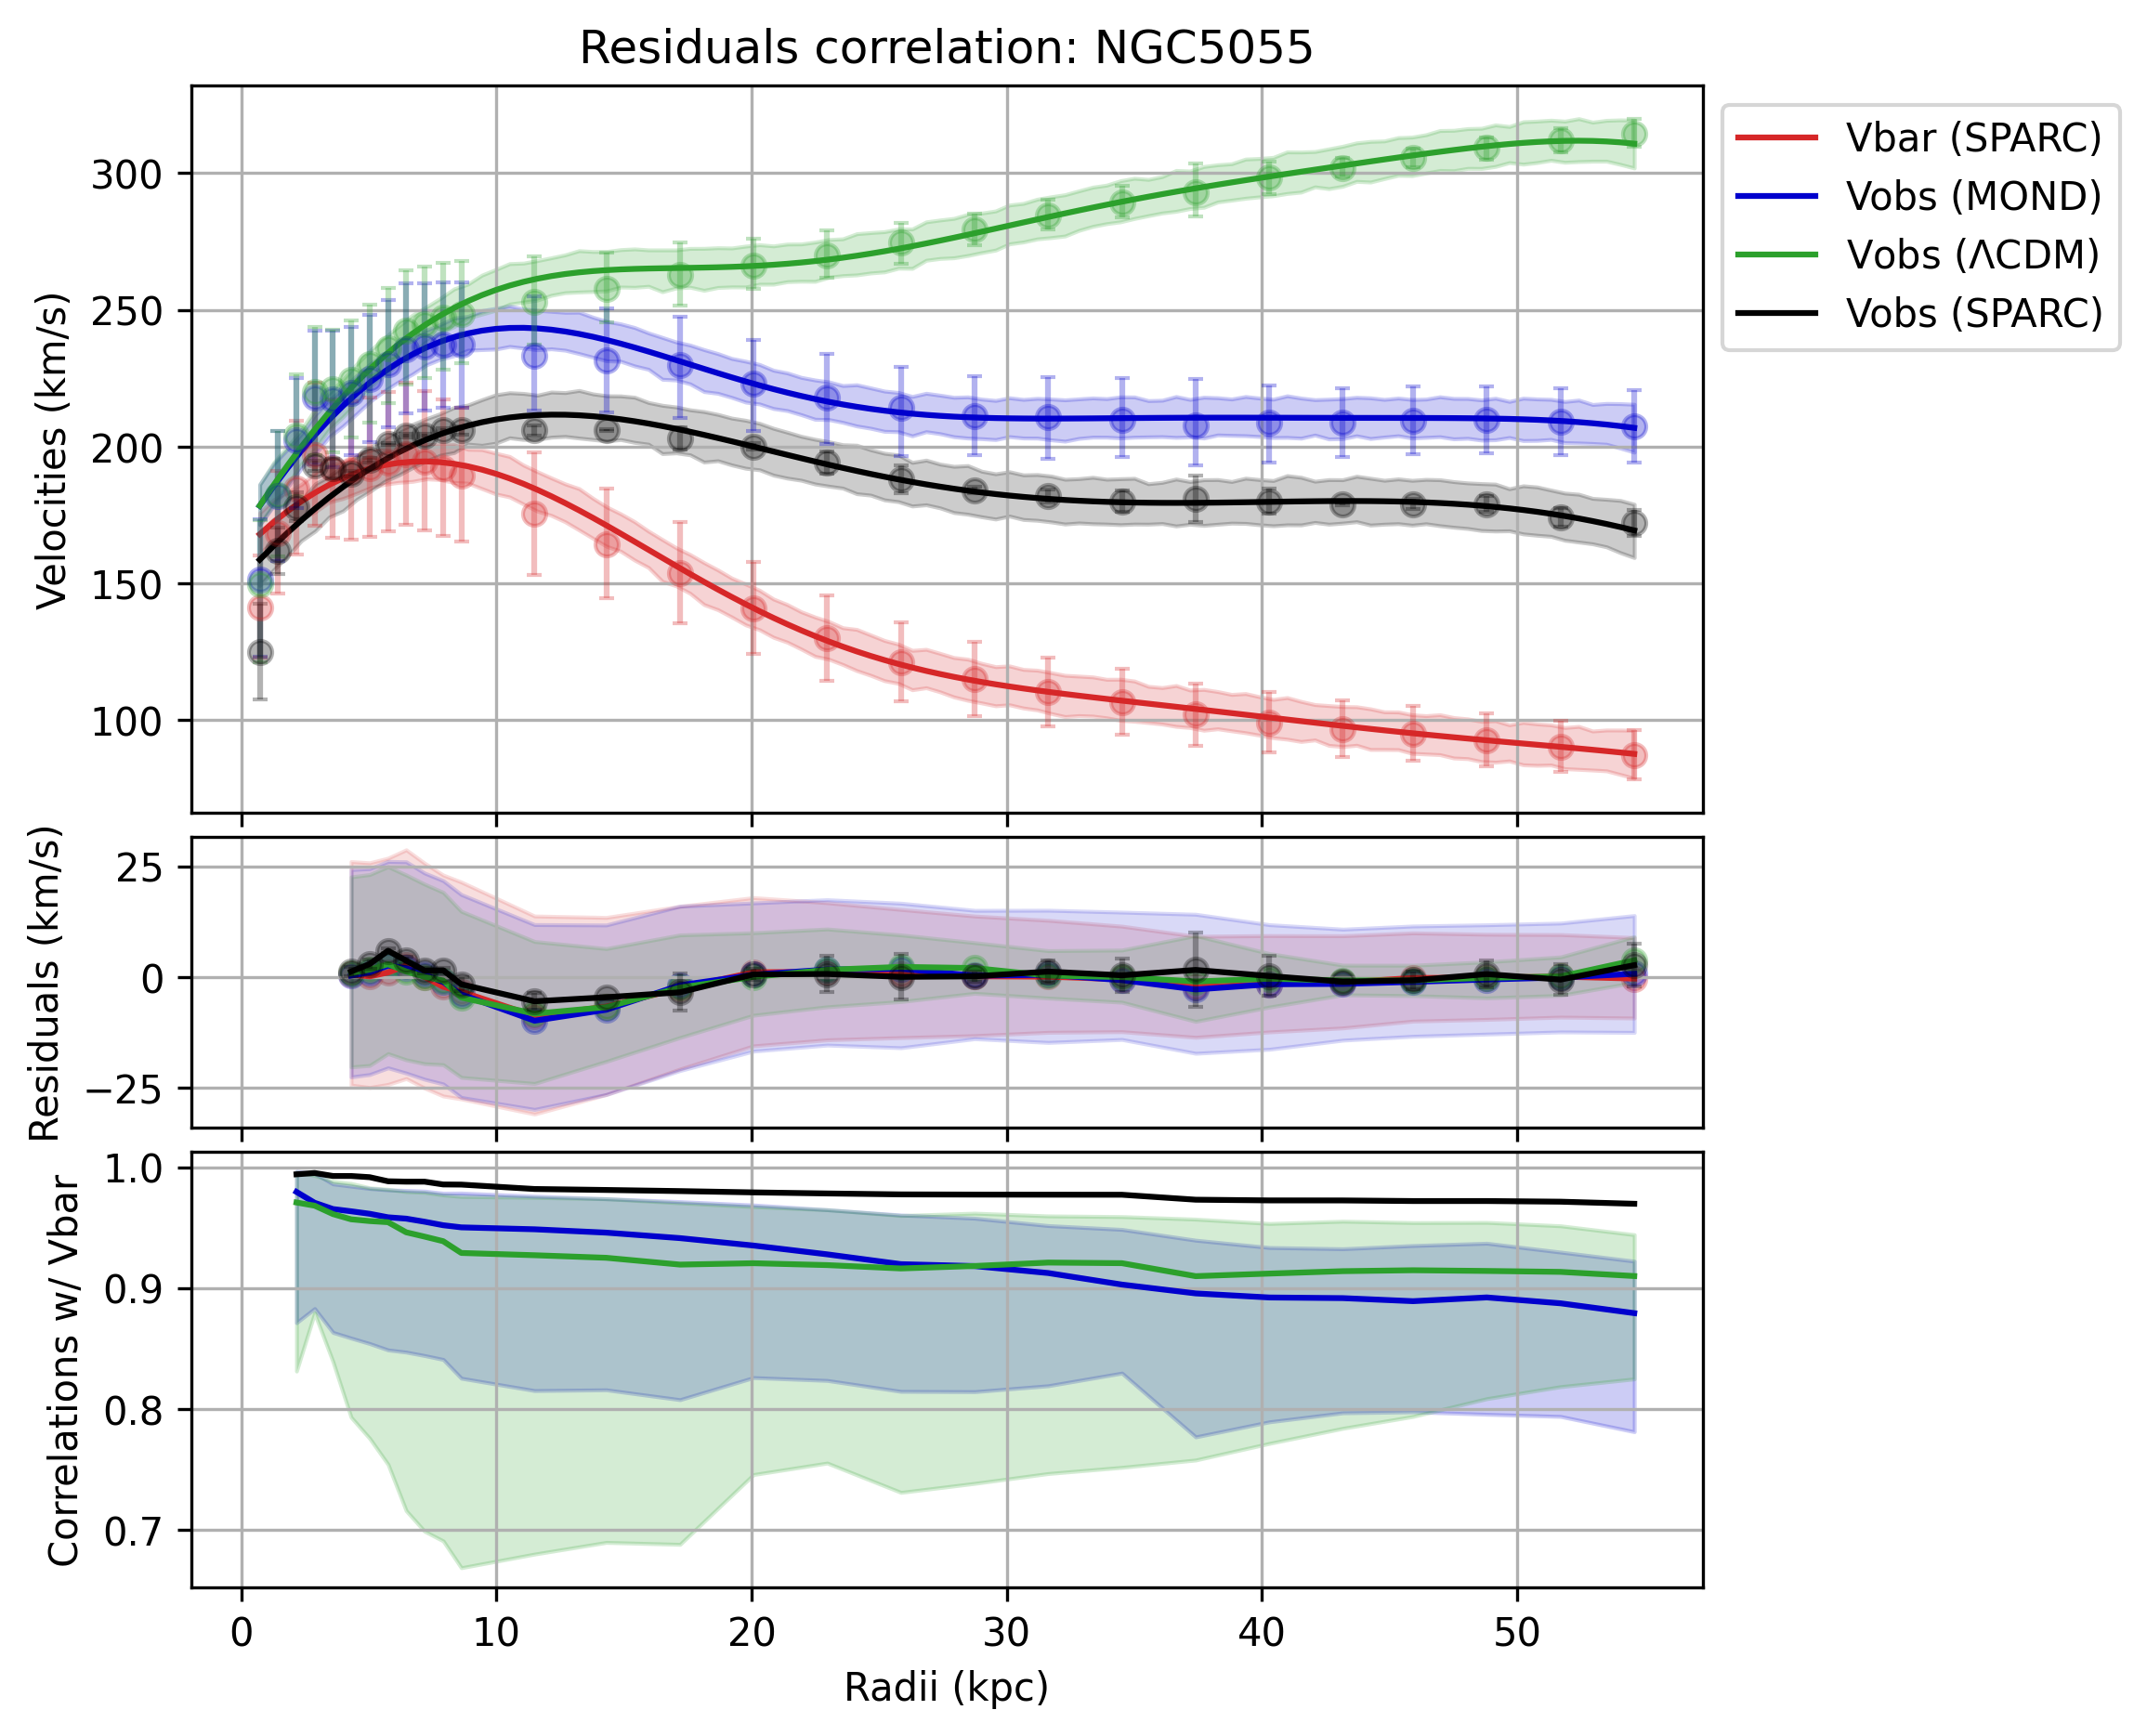 Residuals correlation: NGC5055
Velocities (km/s)
300
250
200
150
100
Vbar (SPARC)
Vobs (MOND)
Vobs (ΛCDM)
Vobs (SPARC)
Residuals (km/s)
25
0
−25
Correlations w/ Vbar
1.0
0.9
0.8
0.7
0 10 20 30 40 50
Radii (kpc)